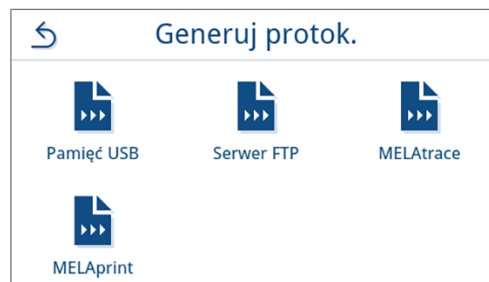 Generuj protok.
Pamięć USB
Serwer FTP
MELAtrace
MELAprint